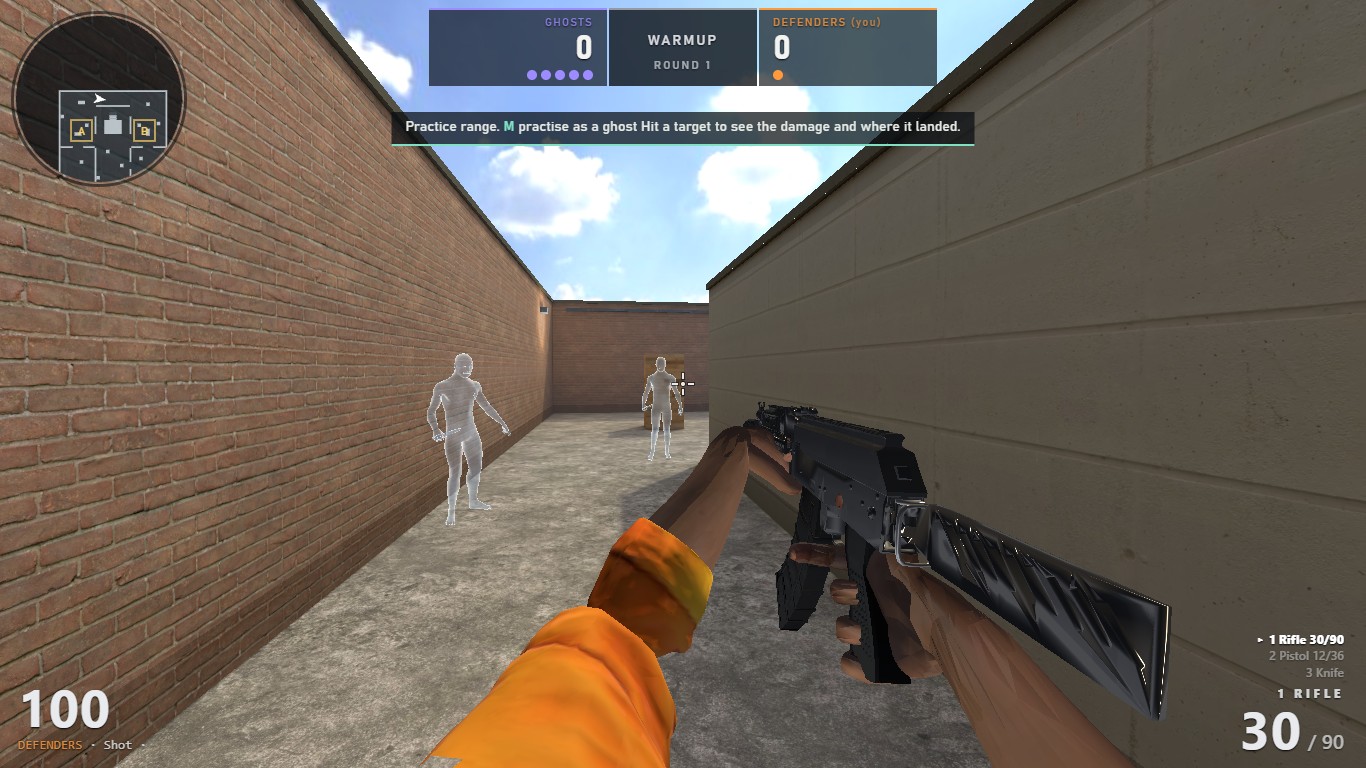 GHOSTS
0
WARMUP
ROUND 1
DEFENDERS (you)
0
A
B
Practice range. M practise as a ghost Hit a target to see the damage and where it landed.
▸ 1 Rifle 30/90
2 Pistol 12/36
3 Knife
1 RIFLE
30 / 90
100
DEFENDERS · Shot ·